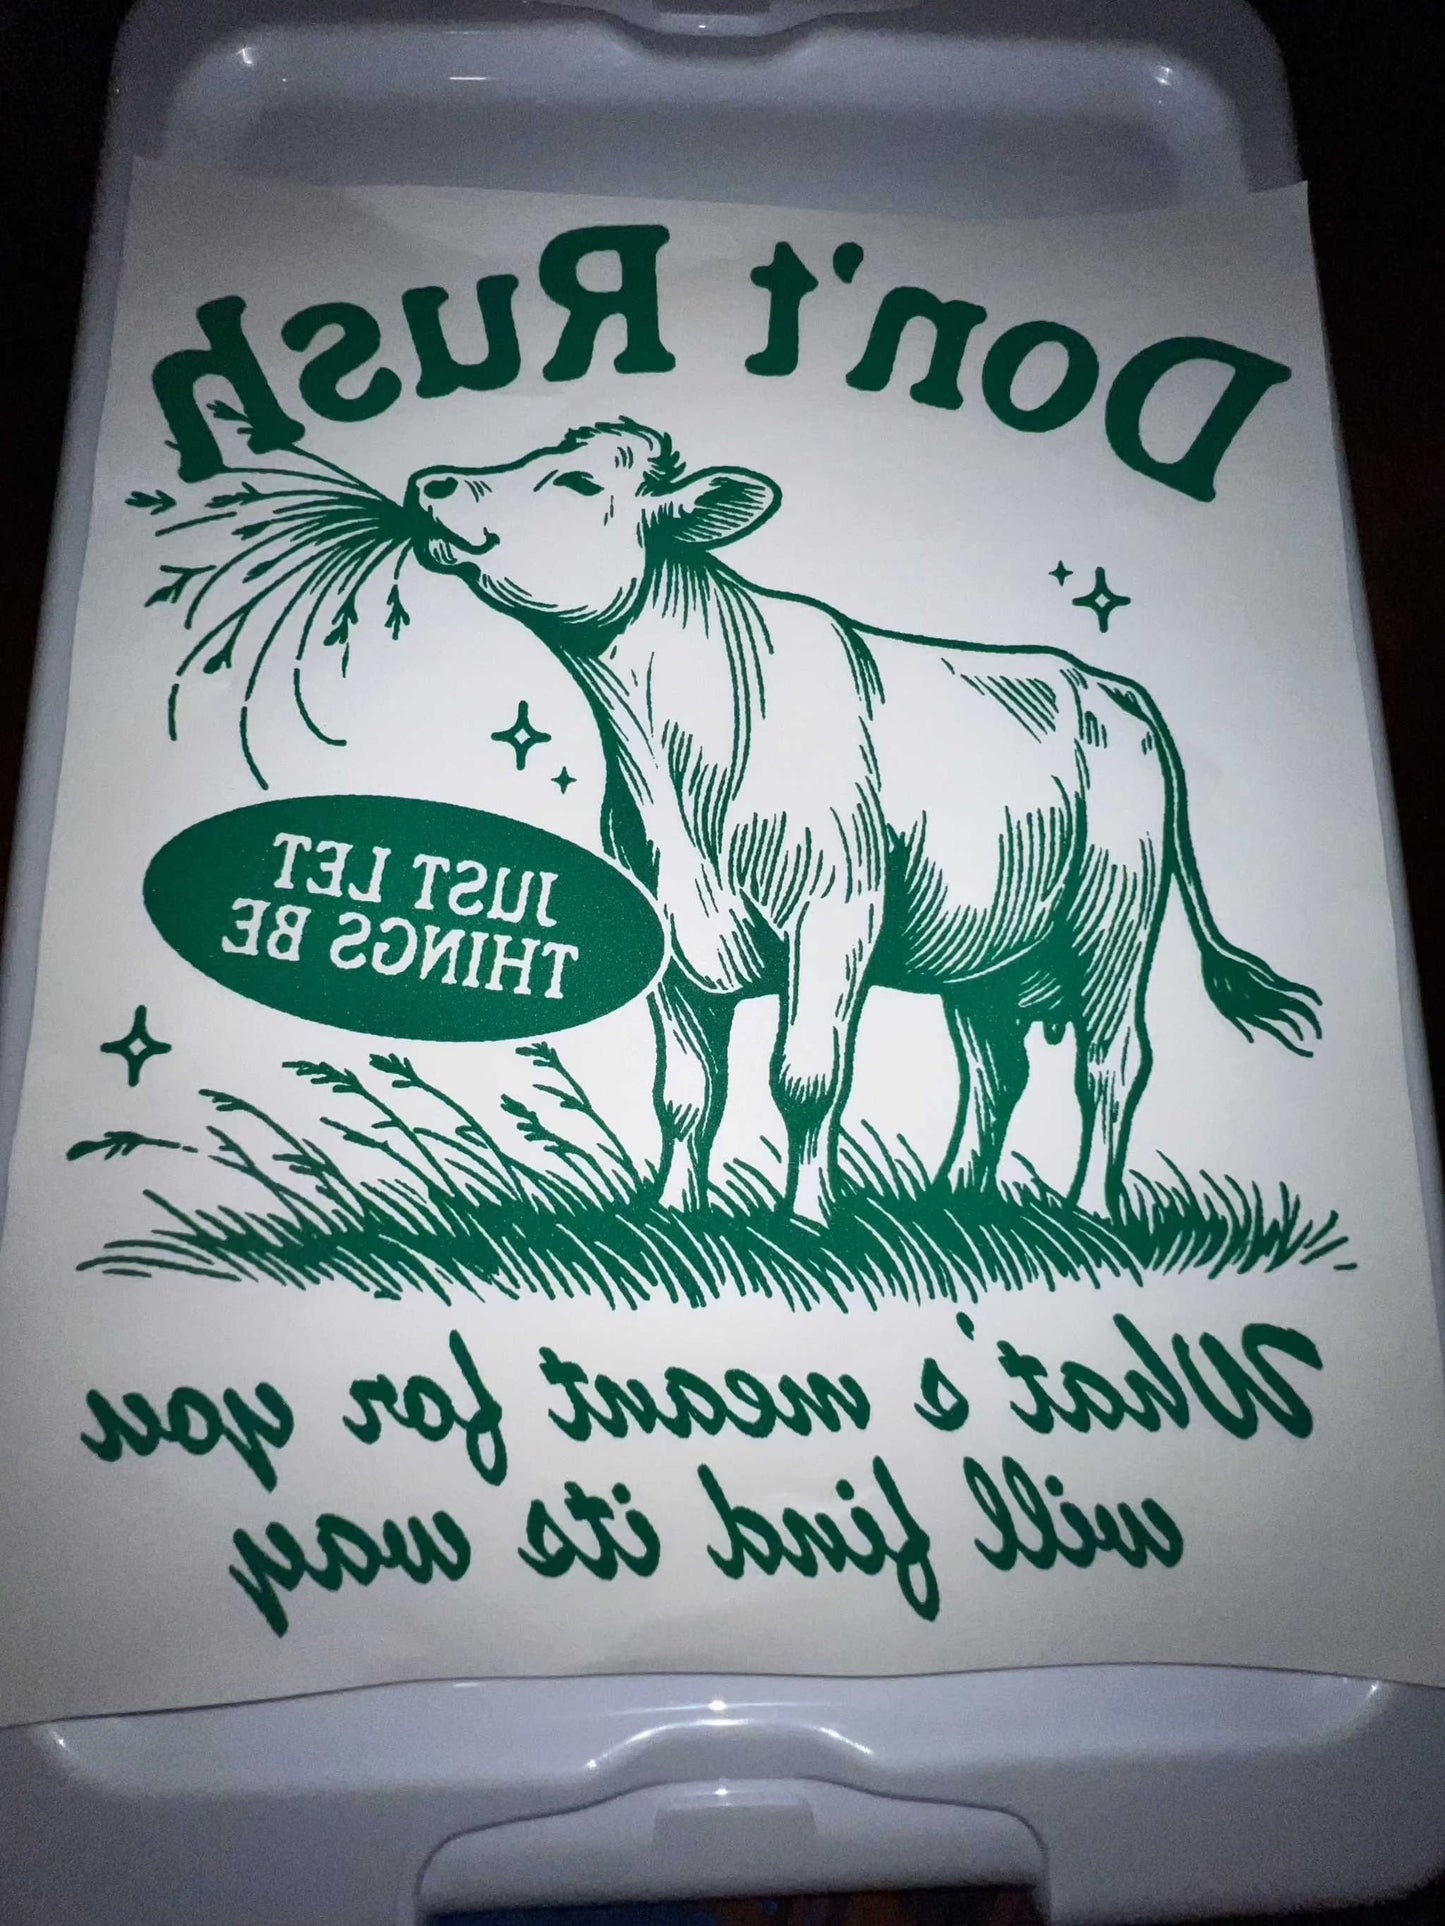 Don't Rush
JUST LET
THINGS BE
What's meant for you
will find its way